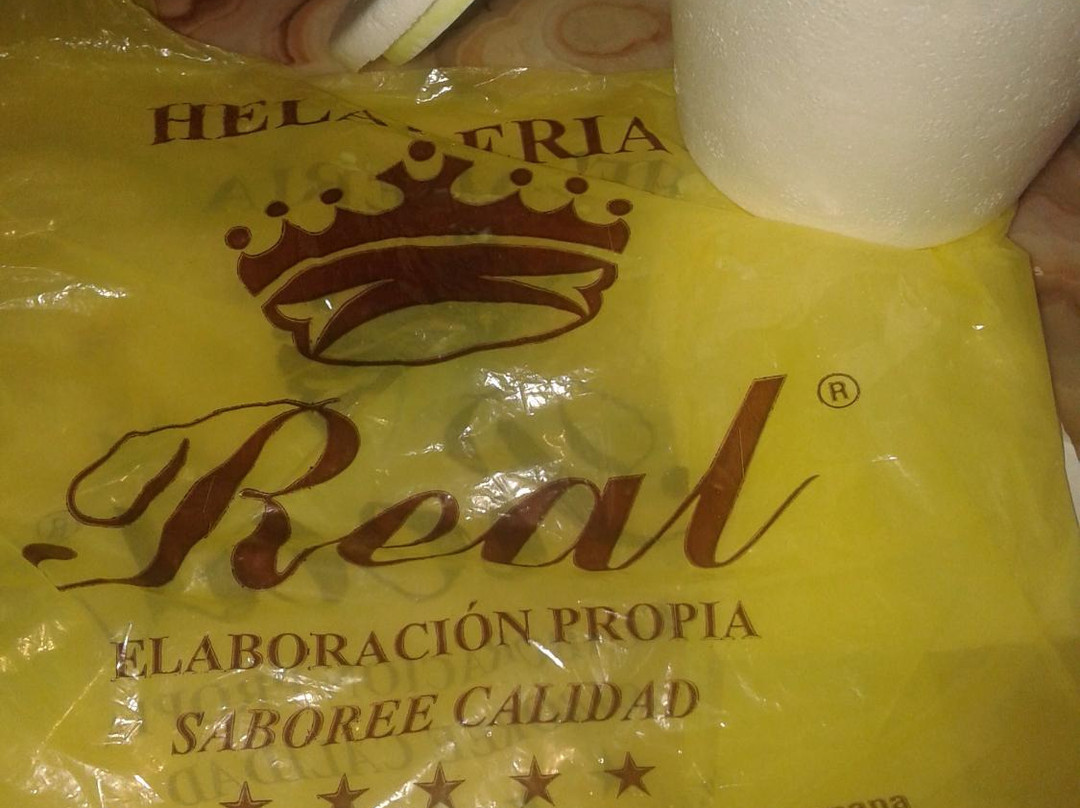 HELADERIA
Real ®
ELABORACIÓN PROPIA
SABOREE CALIDAD